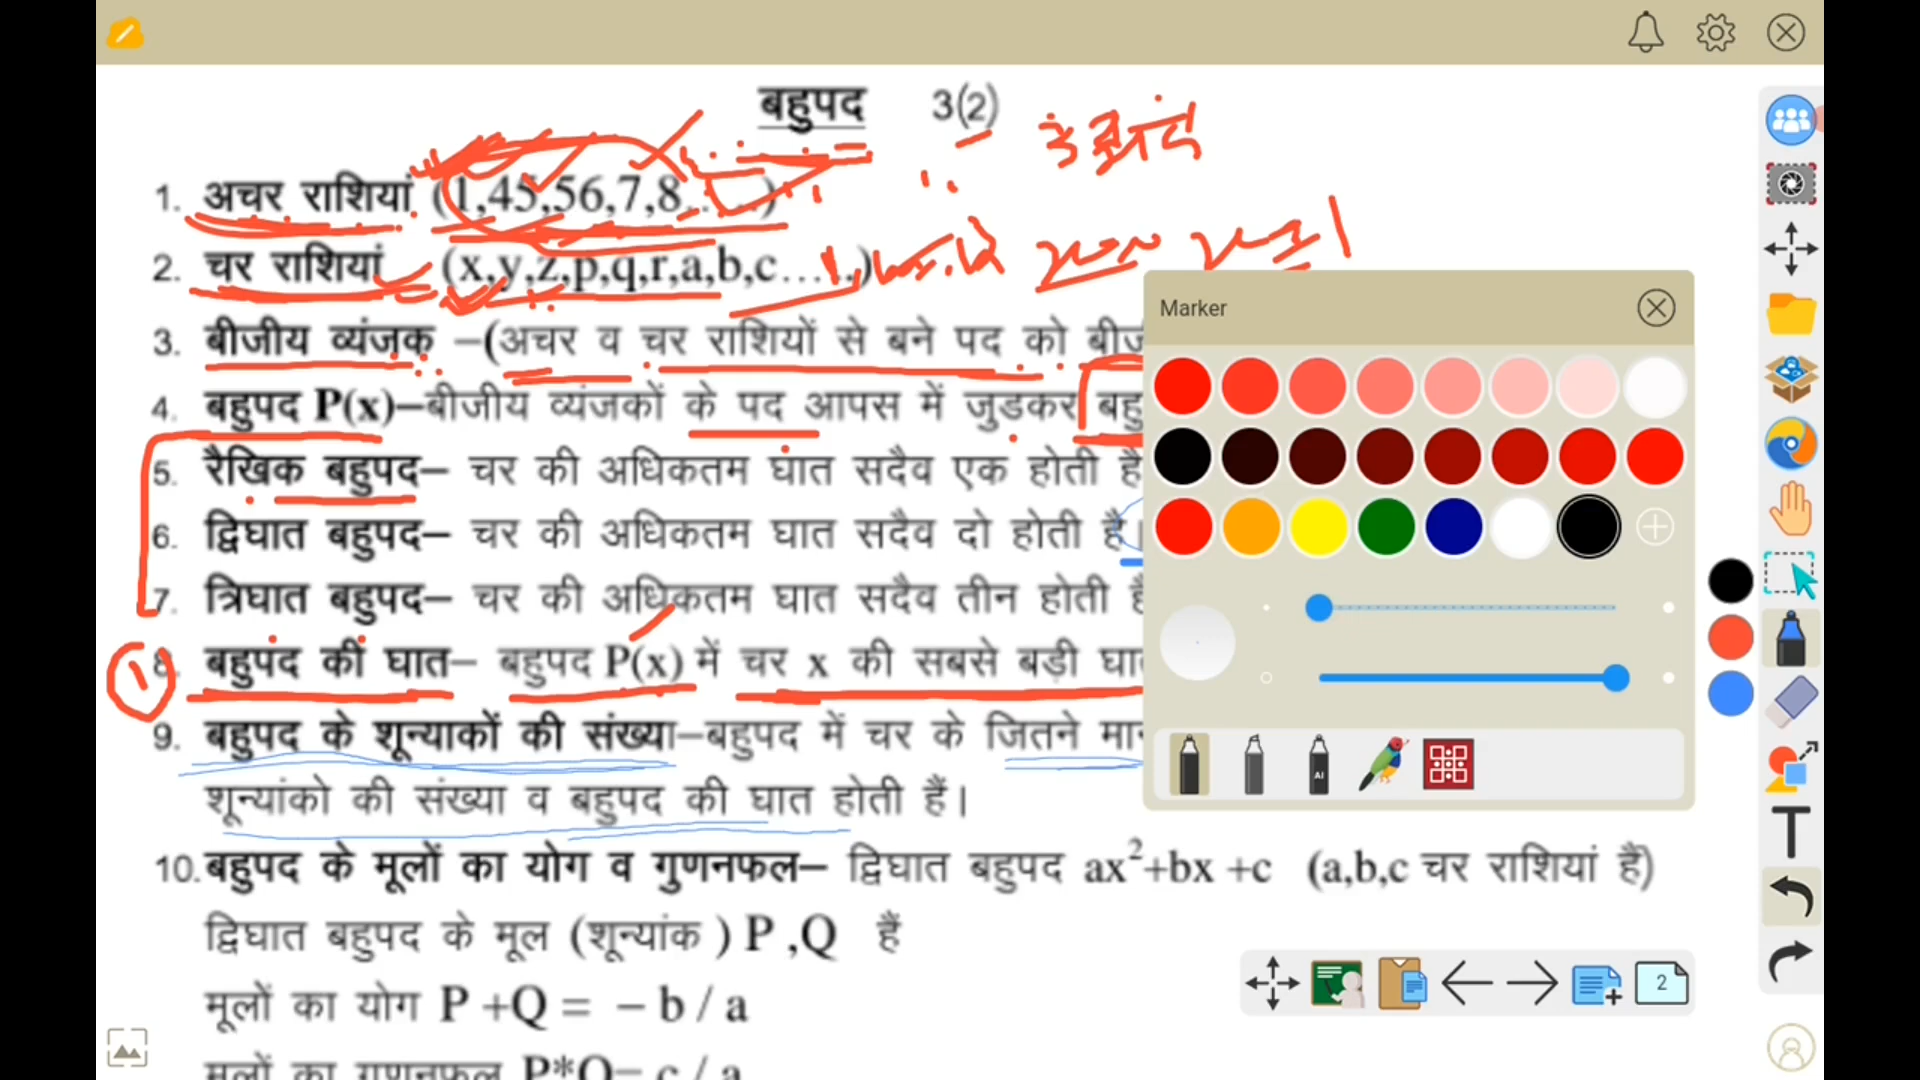 बहुपद 3(2)
1. अचर राशियां (1,45,56,7,8......)
2. चर राशियां (x,y,z,p,q,r,a,b,c......)
3. बीजीय व्यंजक –(अचर व चर राशियों से बने पद को
4. बहुपद P(x)–बीजीय व्यंजकों के पद आपस में जुडकर
5. रैखिक बहुपद– चर की अधिकतम घात सदैव एक होती है
6. द्विघात बहुपद– चर की अधिकतम घात सदैव दो होती है।
7. त्रिघात बहुपद– चर की अधिकतम घात सदैव तीन होती
8. बहुपद की घात– बहुपद P(x) में चर x की सबसे बड़ी
9. बहुपद के शून्याकों की संख्या–बहुपद में चर के जितने
शून्यांको की संख्या व बहुपद की घात होती हैं।
10. बहुपद के मूलों का योग व गुणनफल– द्विघात बहुपद ax²+bx +c (a,b,c चर राशियां हैं)
द्विघात बहुपद के मूल (शून्यांक ) P ,Q हैं
मूलों का योग P +Q = – b / a
मूलों का गुणनफल P*Q= c / a
Marker
AI
T
2